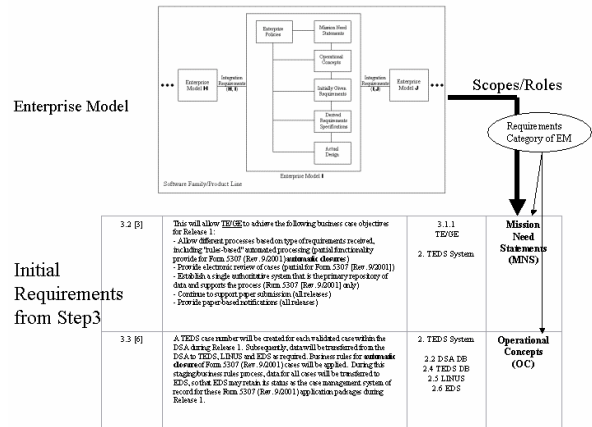 Enterprise Policies
Mission Need
Statements
Operational
Concepts
Initially Given
Requirements
Derived
Requirements
Specifications
Actual
Design
•••
Enterprise
Model H
Integration
Requirements
(H, I)
Integration
Requirements
(I,J)
Enterprise
Model J
•••
Enterprise Model I
Software Family/Product Line
Enterprise Model
Scopes/Roles
Requirements
Category of EM
Initial
Requirements
from Step3
3.2 [3]
This will allow TE/GE to achieve the following business case objectives
for Release 1:
- Allow different processes based on type of requirements received,
include "rules-based" automated processing (partial functionality
provide for Form 5307 [Rev. 9/2001] automatic closures)
- Provide electronic review of cases (partial for Form 5307 [Rev. 9/2001])
- Establish a single authoritative system that is the primary repository of
data and supports the process (Form 5307 [Rev. 9/2001] only)
- Continue to support paper submission (all releases)
- Provide paper-based notifications (all releases)
3.1.1
TE/GE
2. TEDS System
Mission
Need
Statements
(MNS)
3.3 [6]
A TEDS case number will be created for each validated case within the
DSA during Release 1. Subsequently, data will be transferred from the
DSA to TEDS, LINUS and EDS as required. Business rules for automatic
closure of Form 5307 (Rev. 9/2001) cases will be applied. During this
staging/business rules process, data for all cases will be transferred to
EDS, so that EDS may retain its status as the case management system of
record for these Form 5307 (Rev. 9/2001) application packages during
Release 1.
2. TEDS System
2.2 DSA DB
2.4 TEDS DB
2.5 LINUS
2.6 EDS
Operational
Concepts
(OC)